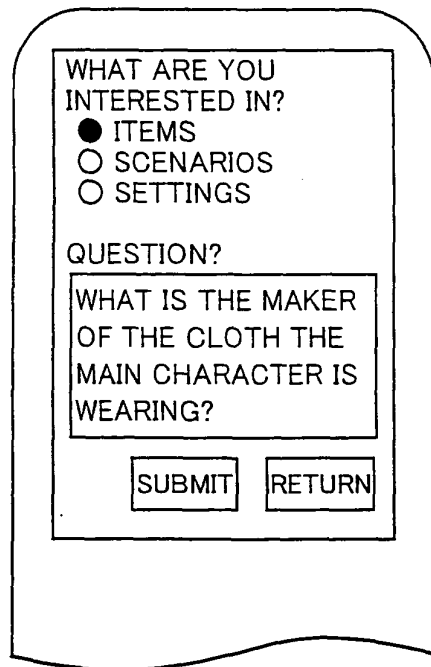 WHAT ARE YOU
INTERESTED IN?
ITEMS
SCENARIOS
SETTINGS
QUESTION?
WHAT IS THE MAKER
OF THE CLOTH THE
MAIN CHARACTER IS
WEARING?
SUBMIT RETURN